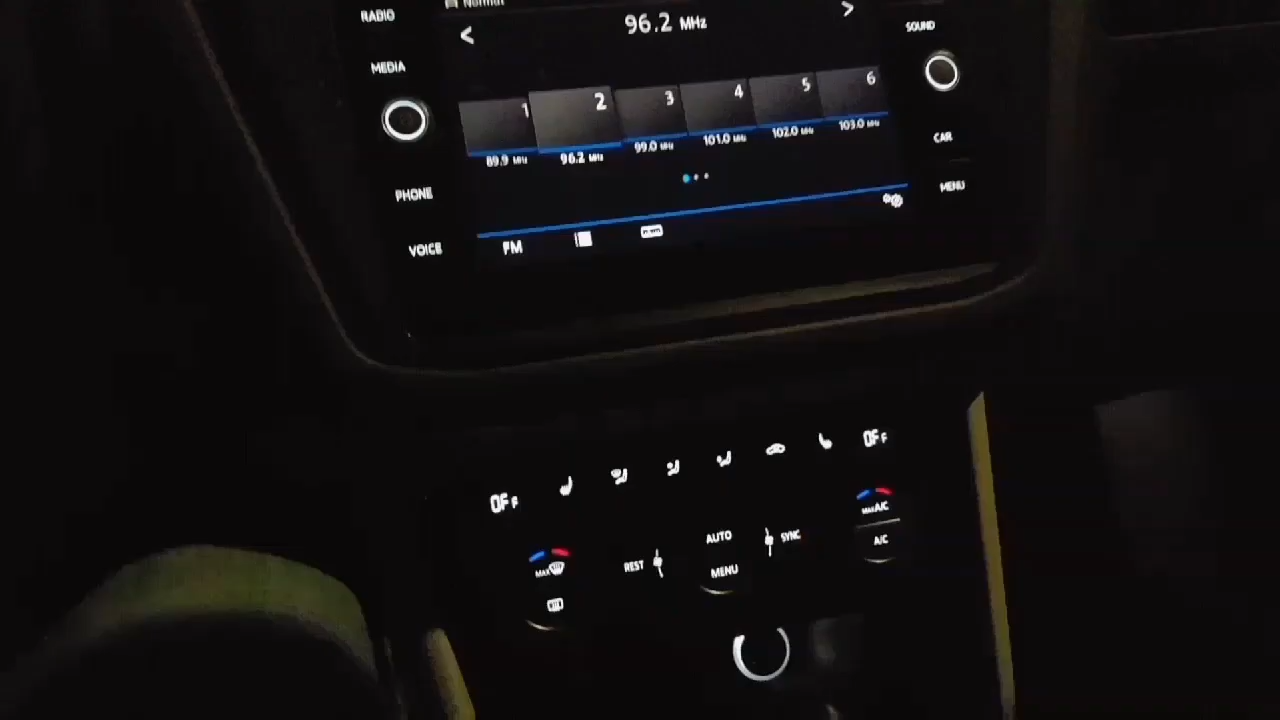 RADIO
Normal
SOUND
96.2 MHz
MEDIA
1 2 3 4 5 6
89.9 MHz 96.2 MHz 99.0 MHz 101.0 MHz 102.0 MHz 103.0 MHz
CAR
PHONE
MENU
VOICE
FM
OFF
OFF
MAX A/C
AUTO
SYNC
A/C
REST
MAX
MENU